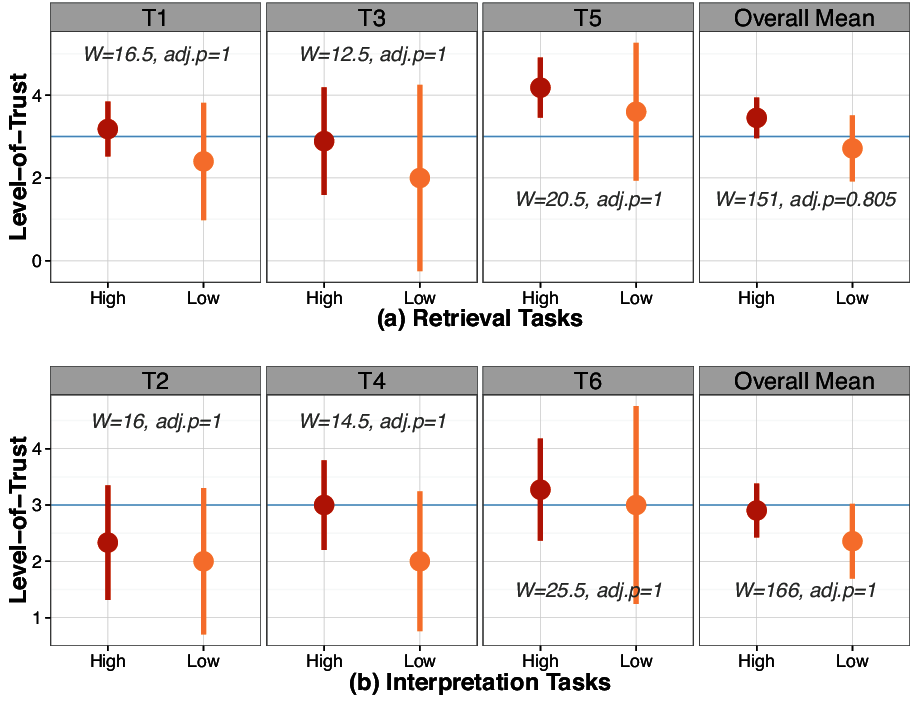 T1 T3 T5 Overall Mean
W=16.5, adj.p=1 W=12.5, adj.p=1
4
Level-of-Trust
2
W=20.5, adj.p=1 W=151, adj.p=0.805
0
High Low High Low High Low High Low
(a) Retrieval Tasks
T2 T4 T6 Overall Mean
W=16, adj.p=1 W=14.5, adj.p=1
4
Level-of-Trust
3
2
W=25.5, adj.p=1 W=166, adj.p=1
1
High Low High Low High Low High Low
(b) Interpretation Tasks